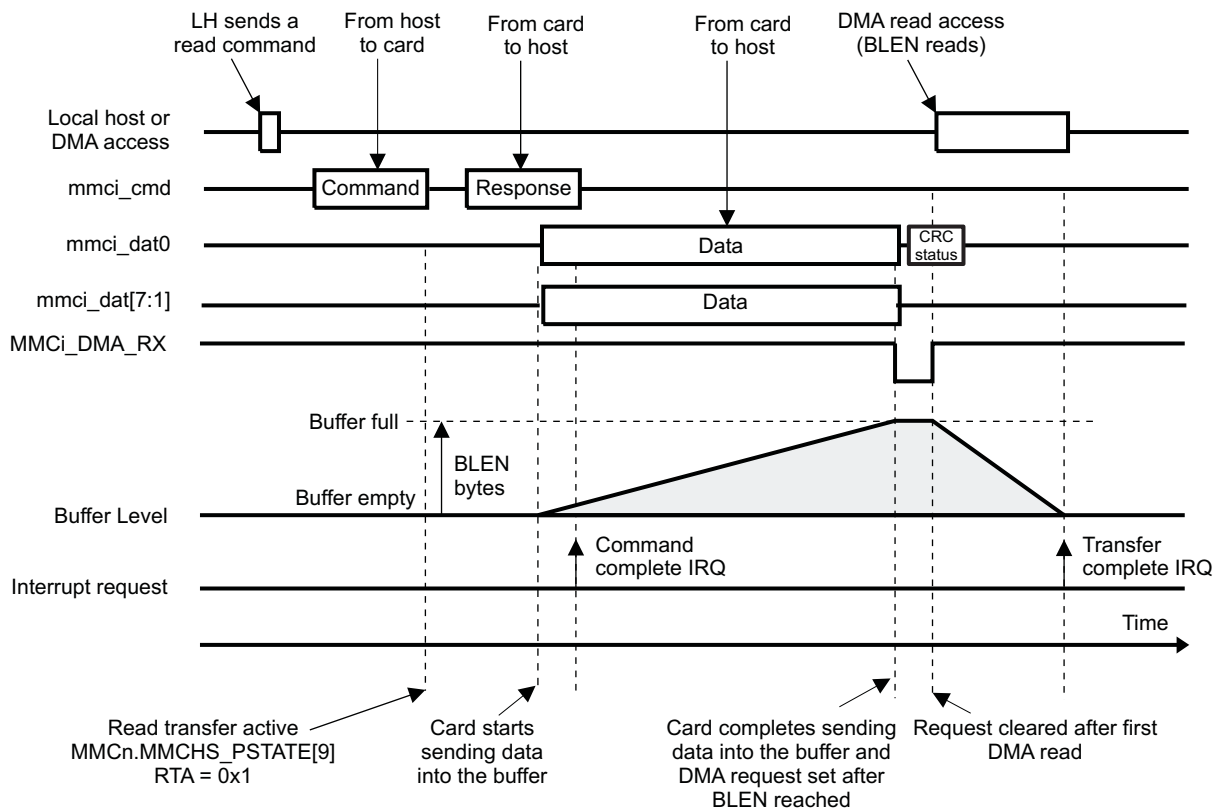 LH sends a
read command
From host
to card
From card
to host
From card
to host
DMA read access
(BLEN reads)
Local host or
DMA access
mmci_cmd
Command
Response
mmci_dat0
Data
CRC
status
mmci_dat[7:1]
Data
MMCi_DMA_RX
Buffer full
BLEN
bytes
Buffer empty
Buffer Level
Command
complete IRQ
Transfer
complete IRQ
Interrupt request
Time
Read transfer active
MMCn.MMCHS_PSTATE[9]
RTA = 0x1
Card starts
sending data
into the buffer
Card completes sending
data into the buffer and
DMA request set after
BLEN reached
Request cleared after first
DMA read